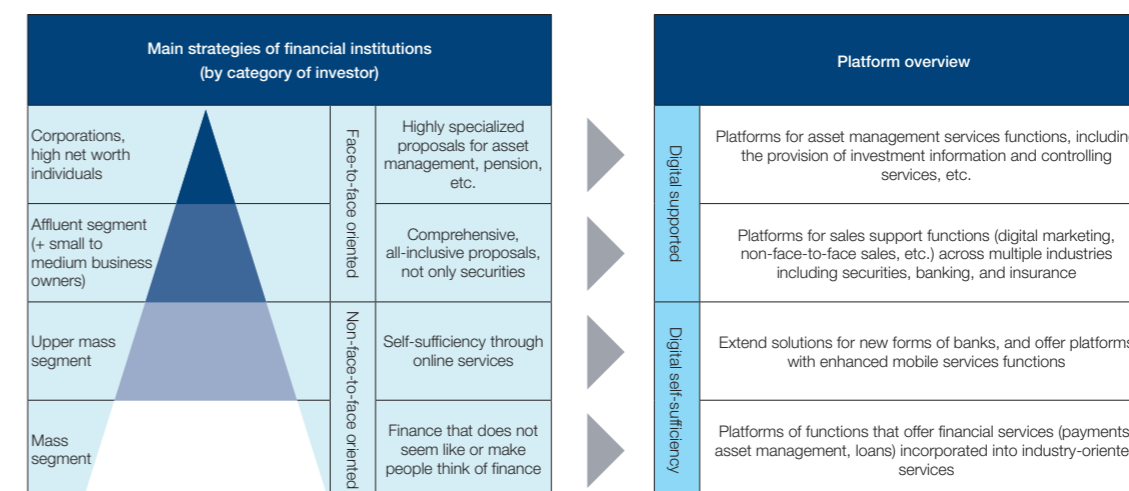 Main strategies of financial institutions
(by category of investor)
Corporations,
high net worth
individuals
Face-to-face oriented
Highly specialized
proposals for asset
management, pension,
etc.
Affluent segment
(+ small to
medium business
owners)
Comprehensive,
all-inclusive proposals,
not only securities
Upper mass
segment
Non-face-to-face oriented
Self-sufficiency through
online services
Mass
segment
Finance that does not
seem like or make
people think of finance
Platform overview
Digital supported
Platforms for asset management services functions, including
the provision of investment information and controlling
services, etc.
Platforms for sales support functions (digital marketing,
non-face-to-face sales, etc.) across multiple industries
including securities, banking, and insurance
Digital self-sufficiency
Extend solutions for new forms of banks, and offer platforms
with enhanced mobile services functions
Platforms of functions that offer financial services (payments,
asset management, loans) incorporated into industry-oriented
services